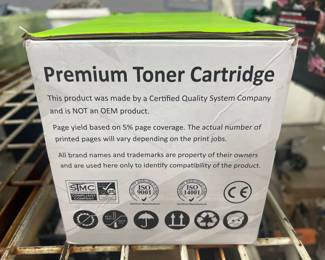 Premium Toner Cartridge
This product was made by a Certified Quality System Company
and is NOT an OEM product.
Page yield based on 5% page coverage. The actual number of
printed pages will vary depending on the print jobs.
All brand names and trademarks are property of their owners
and are used here only to identify compatibility of the product.
STMC
ISO
9001
ISO
14001
CE